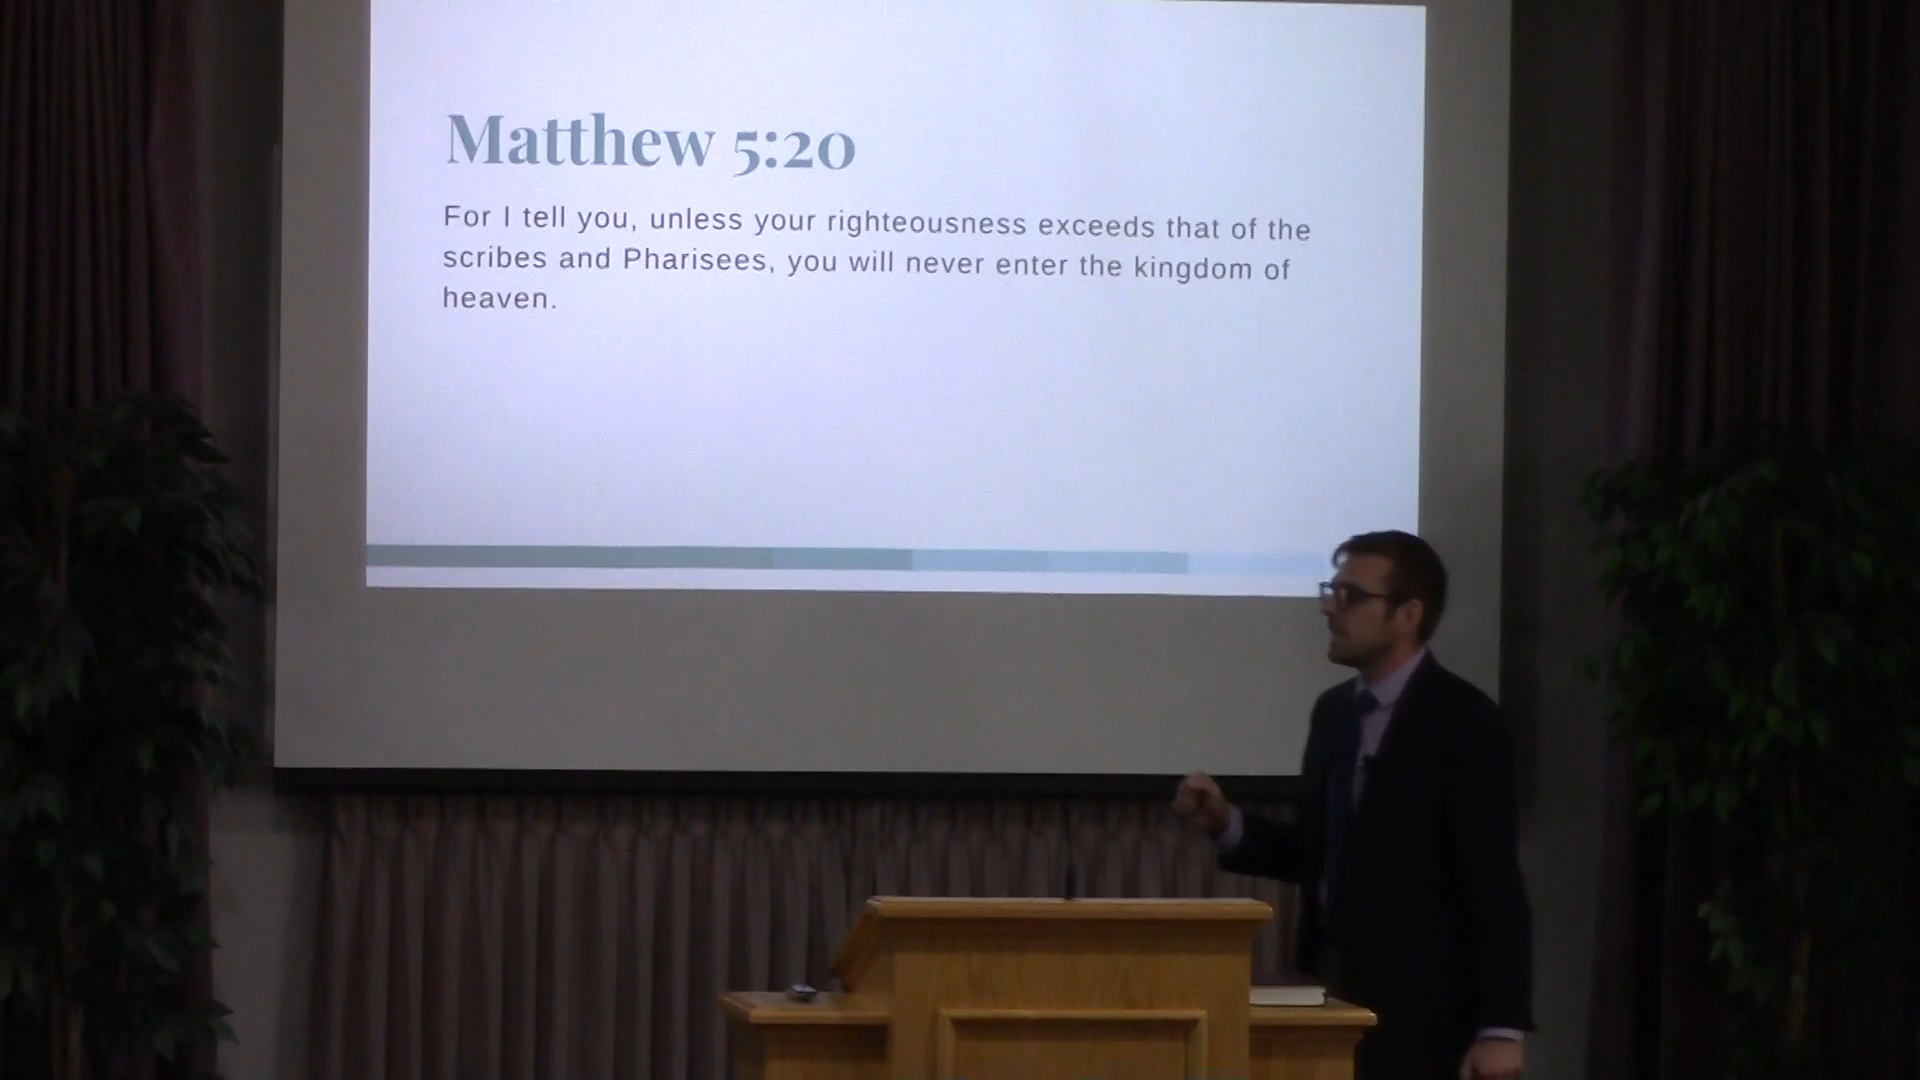 Matthew 5:20
For I tell you, unless your righteousness exceeds that of the
scribes and Pharisees, you will never enter the kingdom of
heaven.